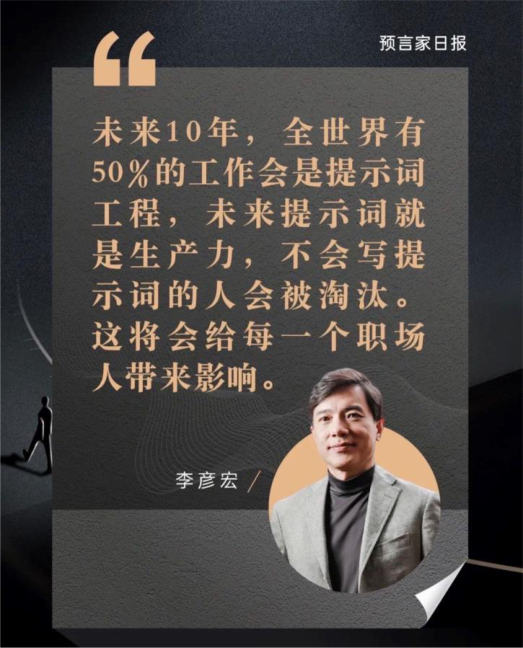 预言家日报
未来10年，全世界有
50%的工作会是提示词
工程，未来提示词就
是生产力，不会写提
示词的人会被淘汰。
这将会给每一个职场
人带来影响。
李彦宏